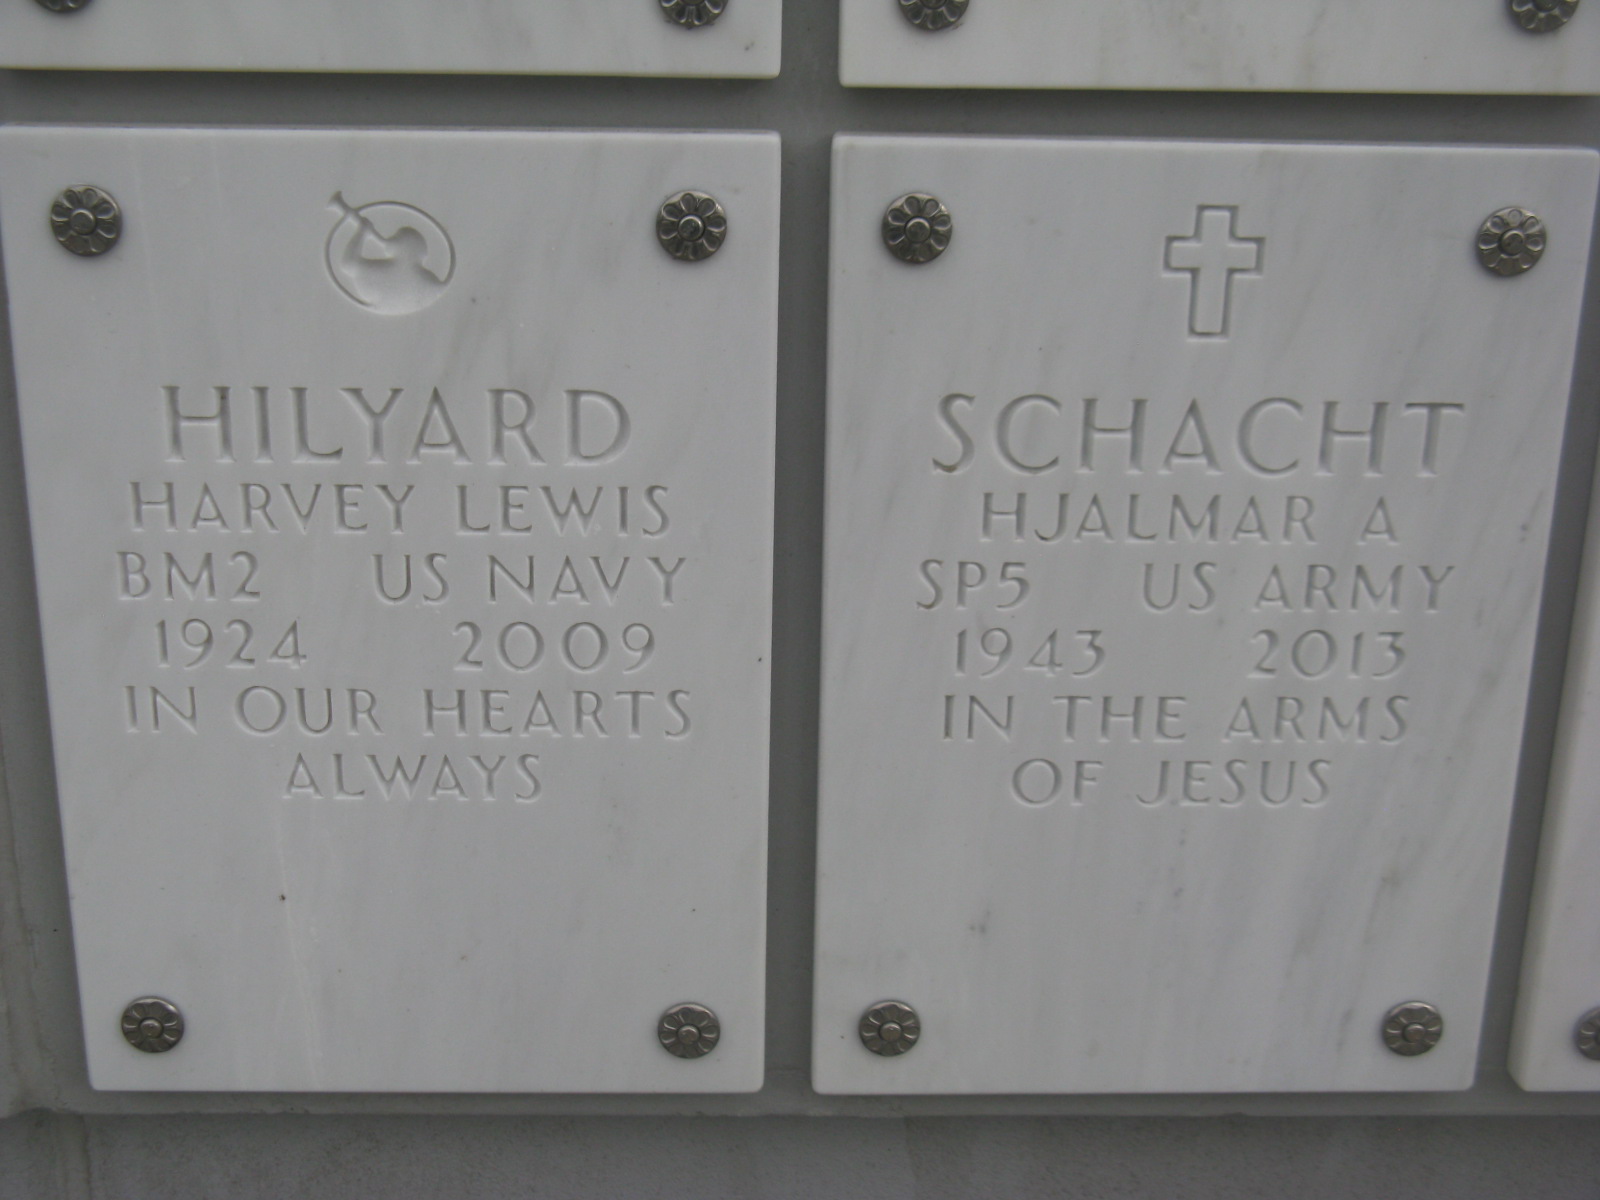 HILYARD
HARVEY LEWIS
BM2 US NAVY
1924 2009
IN OUR HEARTS
ALWAYS
SCHACHT
HJALMAR A
SP5 US ARMY
1943 2013
IN THE ARMS
OF JESUS